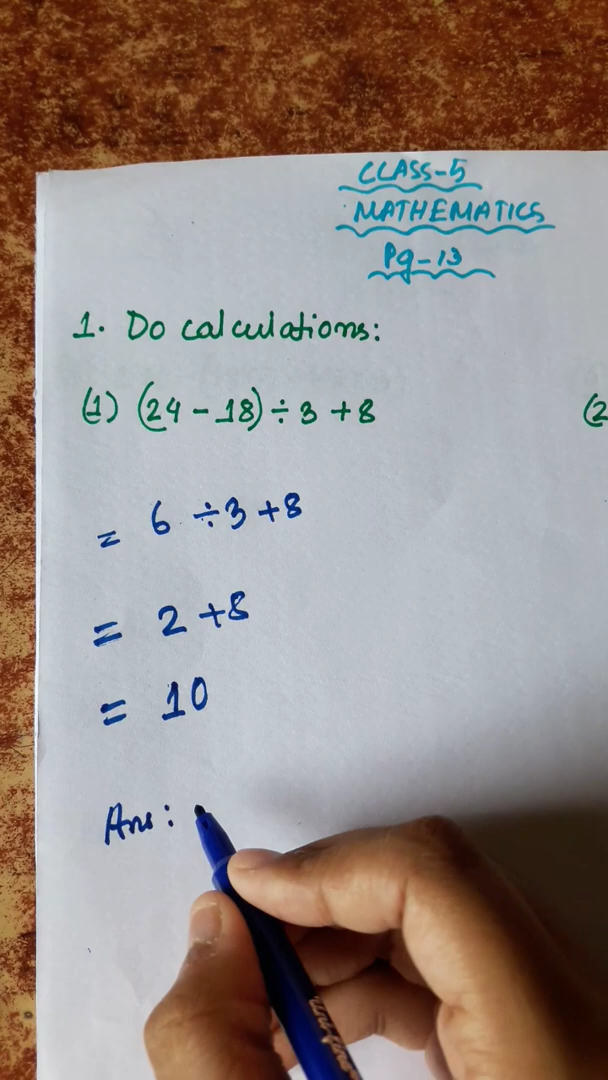 CLASS-5
MATHEMATICS
Pg-13
1. Do calculations:
(1) (24 - 18) ÷ 3 + 8
(2
= 6 ÷ 3 + 8
= 2 + 8
= 10
Ans: